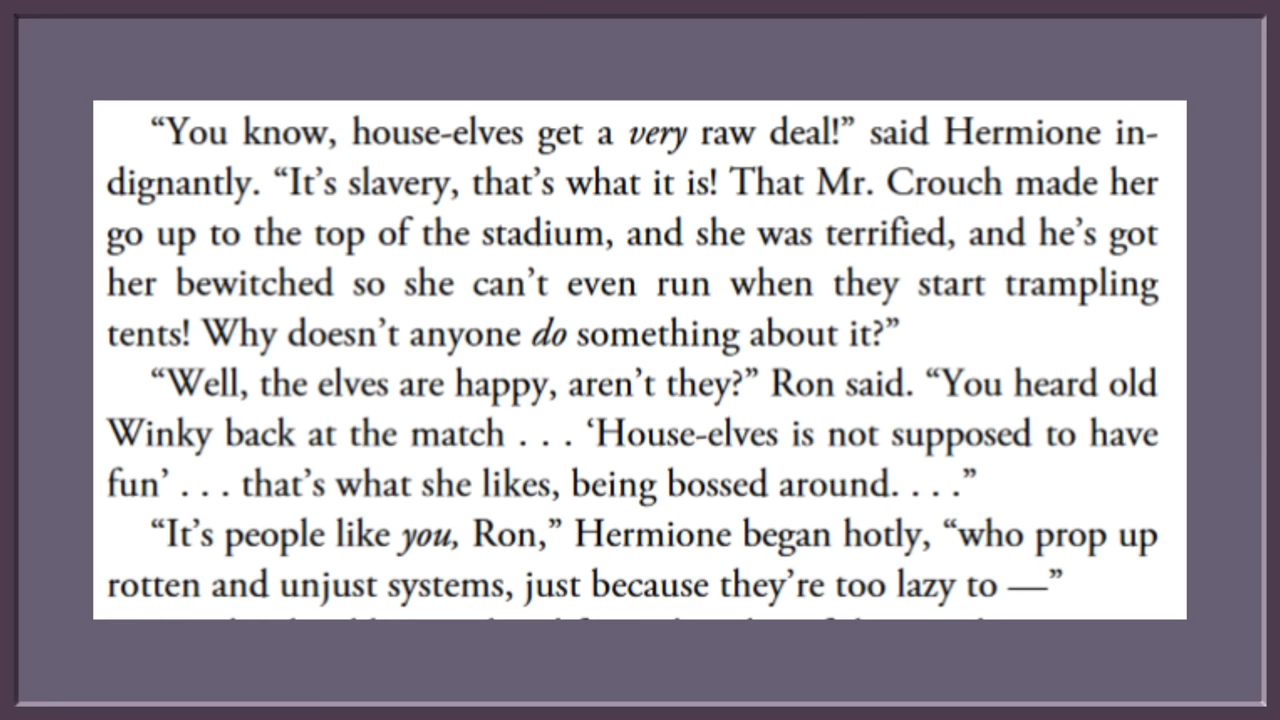 “You know, house-elves get a very raw deal!” said Hermione in-
dignantly. “It’s slavery, that’s what it is! That Mr. Crouch made her
go up to the top of the stadium, and she was terrified, and he’s got
her bewitched so she can’t even run when they start trampling
tents! Why doesn’t anyone do something about it?”
“Well, the elves are happy, aren’t they?” Ron said. “You heard old
Winky back at the match . . . ‘House-elves is not supposed to have
fun’ . . . that’s what she likes, being bossed around. . . .”
“It’s people like you, Ron,” Hermione began hotly, “who prop up
rotten and unjust systems, just because they’re too lazy to —”